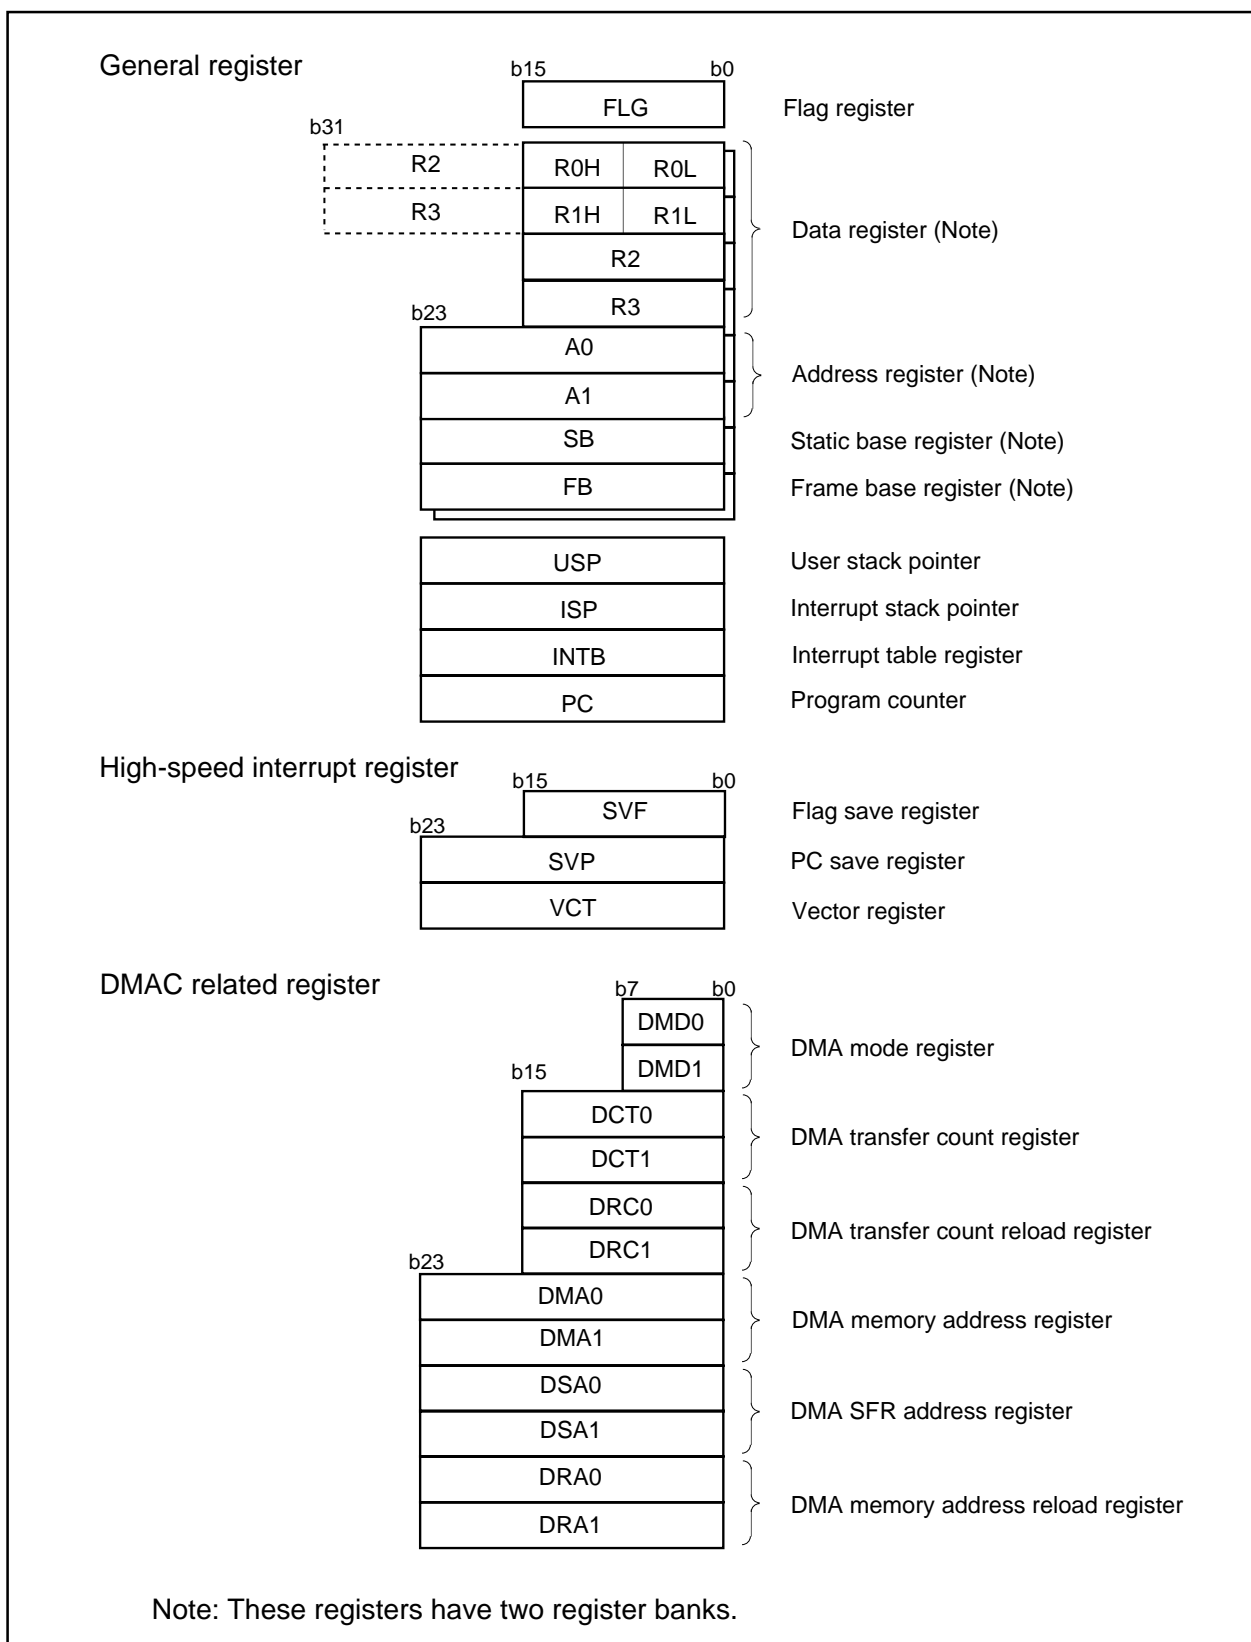 General register
b15 b0
FLG Flag register
b31
R2 R0H R0L
R3 R1H R1L Data register (Note)
R2
R3
b23
A0
A1 Address register (Note)
SB Static base register (Note)
FB Frame base register (Note)
USP User stack pointer
ISP Interrupt stack pointer
INTB Interrupt table register
PC Program counter
High-speed interrupt register
b15 b0
SVF Flag save register
b23
SVP PC save register
VCT Vector register
DMAC related register
b7 b0
DMD0
DMA mode register
DMD1
b15
DCT0
DMA transfer count register
DCT1
DRC0
DMA transfer count reload register
DRC1
b23
DMA0
DMA memory address register
DMA1
DSA0
DMA SFR address register
DSA1
DRA0
DMA memory address reload register
DRA1
Note: These registers have two register banks.